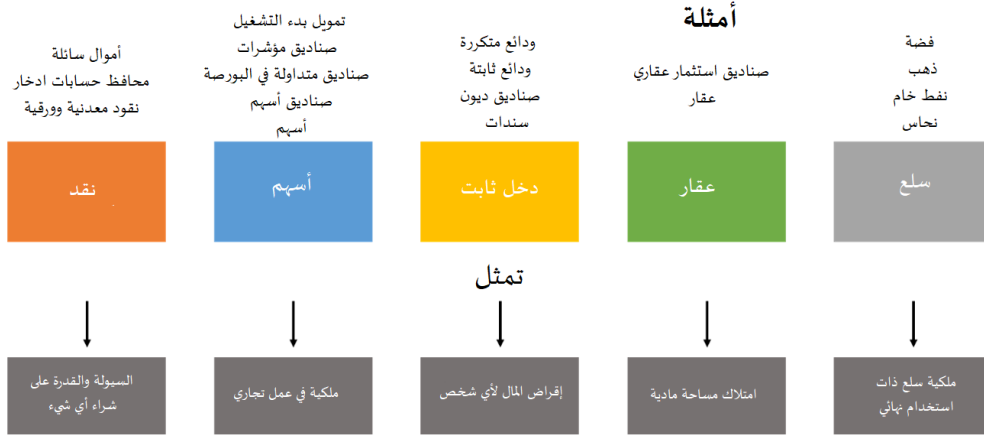 أمثلة
فضة
ذهب
نفط خام
نحاس
صناديق استثمار عقاري
عقار
ودائع متكررة
ودائع ثابتة
صناديق ديون
سندات
تمويل بدء التشغيل
صناديق مؤشرات
صناديق متداولة في البورصة
صناديق أسهم
أسهم
أموال سائلة
محافظ حسابات ادخار
نقود معدنية وورقية
سلع
عقار
دخل ثابت
أسهم
نقد
تمثل
ملكية سلع ذات
استخدام نهائي
امتلاك مساحة مادية
إقراض المال لأي شخص
ملكية في عمل تجاري
السيولة والقدرة على
شراء أي شيء